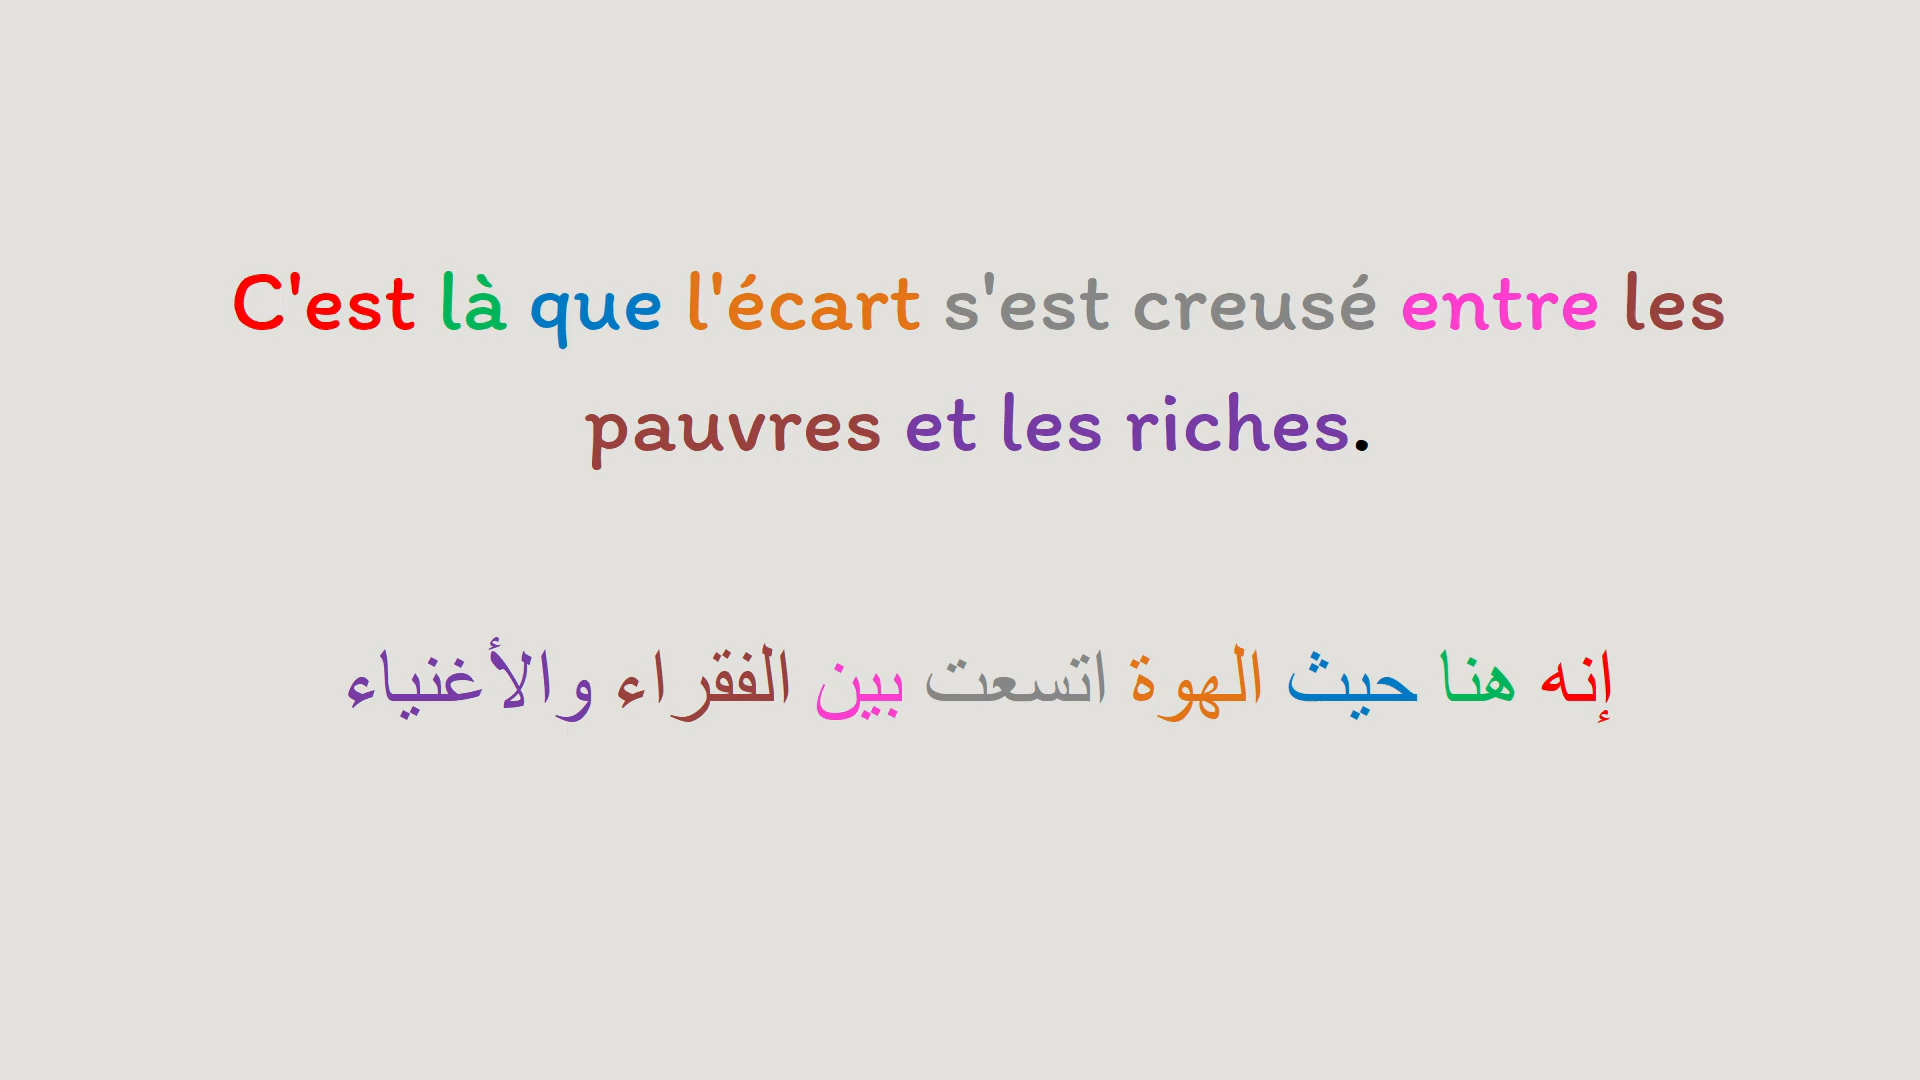 C'est là que l'écart s'est creusé entre les
pauvres et les riches.
إنه هنا حيث الهوة اتسعت بين الفقراء والأغنياء